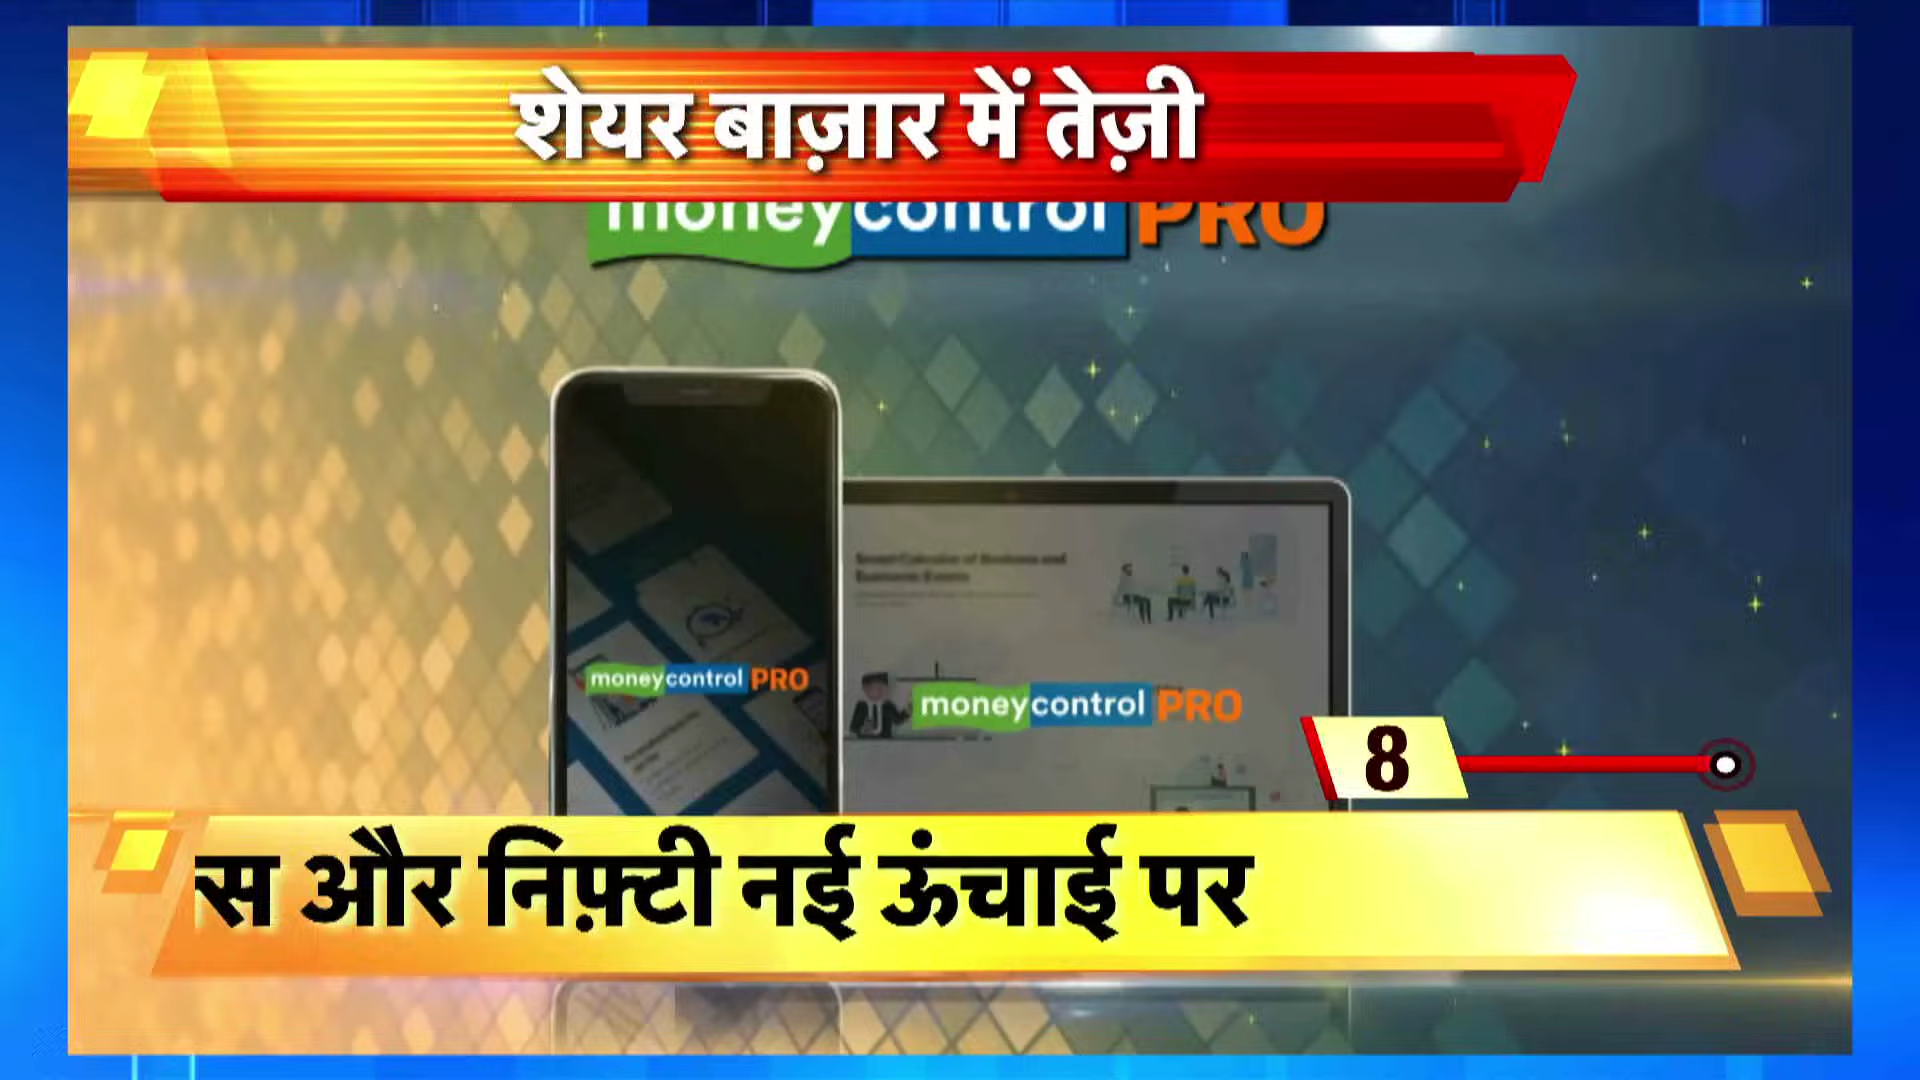 शेयर बाज़ार में तेज़ी
moneycontrol PRO
moneycontrol PRO
moneycontrol PRO
8
स और निफ़्टी नई ऊंचाई पर